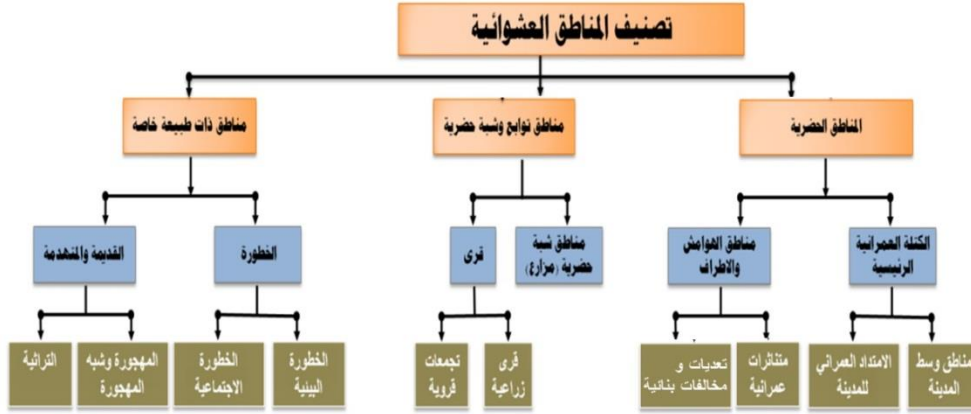 تصنيف المناطق العشوائية
المناطق الحضرية
مناطق توابع وشبة حضرية
مناطق ذات طبيعة خاصة
الكتلة العمرانية
الرئيسية
مناطق الهوامش
والاطراف
مناطق شبة
حضرية (مزارع)
قرى
الخطورة
القديمة والمتهدمة
مناطق وسط
المدينة
الامتداد العمراني
للمدينة
متناثرات
عمرانية
تعديات و
مخالفات بنائية
قرى
زراعية
تجمعات
قروية
الخطورة
البيئية
الخطورة
الاجتماعية
المهجورة وشبه
المهجورة
التراثية